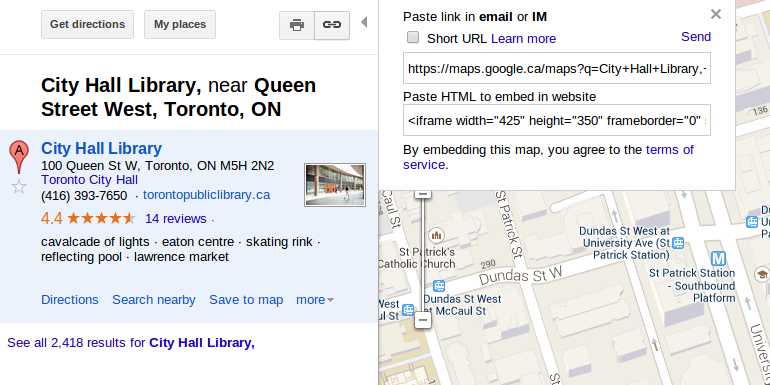 Get directions
My places
City Hall Library, near Queen
Street West, Toronto, ON
A
City Hall Library
100 Queen St W, Toronto, ON M5H 2N2
Toronto City Hall
(416) 393-7650 · torontopubliclibrary.ca
4.4
14 reviews ·
cavalcade of lights · eaton centre · skating rink ·
reflecting pool · lawrence market
Directions
Search nearby
Save to map
more
See all 2,418 results for City Hall Library,
Paste link in email or IM
Short URL Learn more
Send
https://maps.google.ca/maps?q=City+Hall+Library,+
Paste HTML to embed in website
<iframe width="425" height="350" frameborder="0"
By embedding this map, you agree to the terms of
service.
136
McCaul St
St Patrick St
St Patrick's
Catholic Church
290
Dundas St W
Dundas St West at
University Ave (St
Patrick Station)
M
St Patrick Station
- Southbound
Platform
Dundas St West
at McCaul St
West
ul St